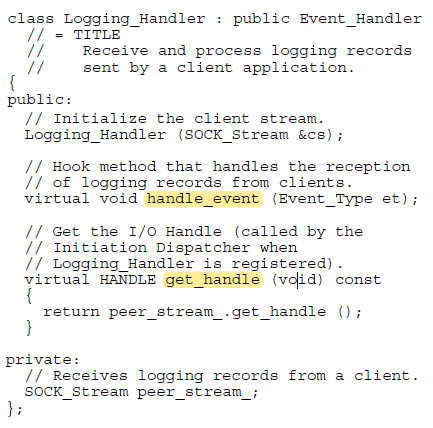 class Logging_Handler : public Event_Handler
// = TITLE
//    Receive and process logging records
//    sent by a client application.
{
public:
// Initialize the client stream.
Logging_Handler (SOCK_Stream &cs);
// Hook method that handles the reception
// of logging records from clients.
virtual void handle_event (Event_Type et);
// Get the I/O Handle (called by the
// Initiation Dispatcher when
// Logging_Handler is registered).
virtual HANDLE get_handle (void) const
{
return peer_stream_.get_handle ();
}
private:
// Receives logging records from a client.
SOCK_Stream peer_stream_;
};